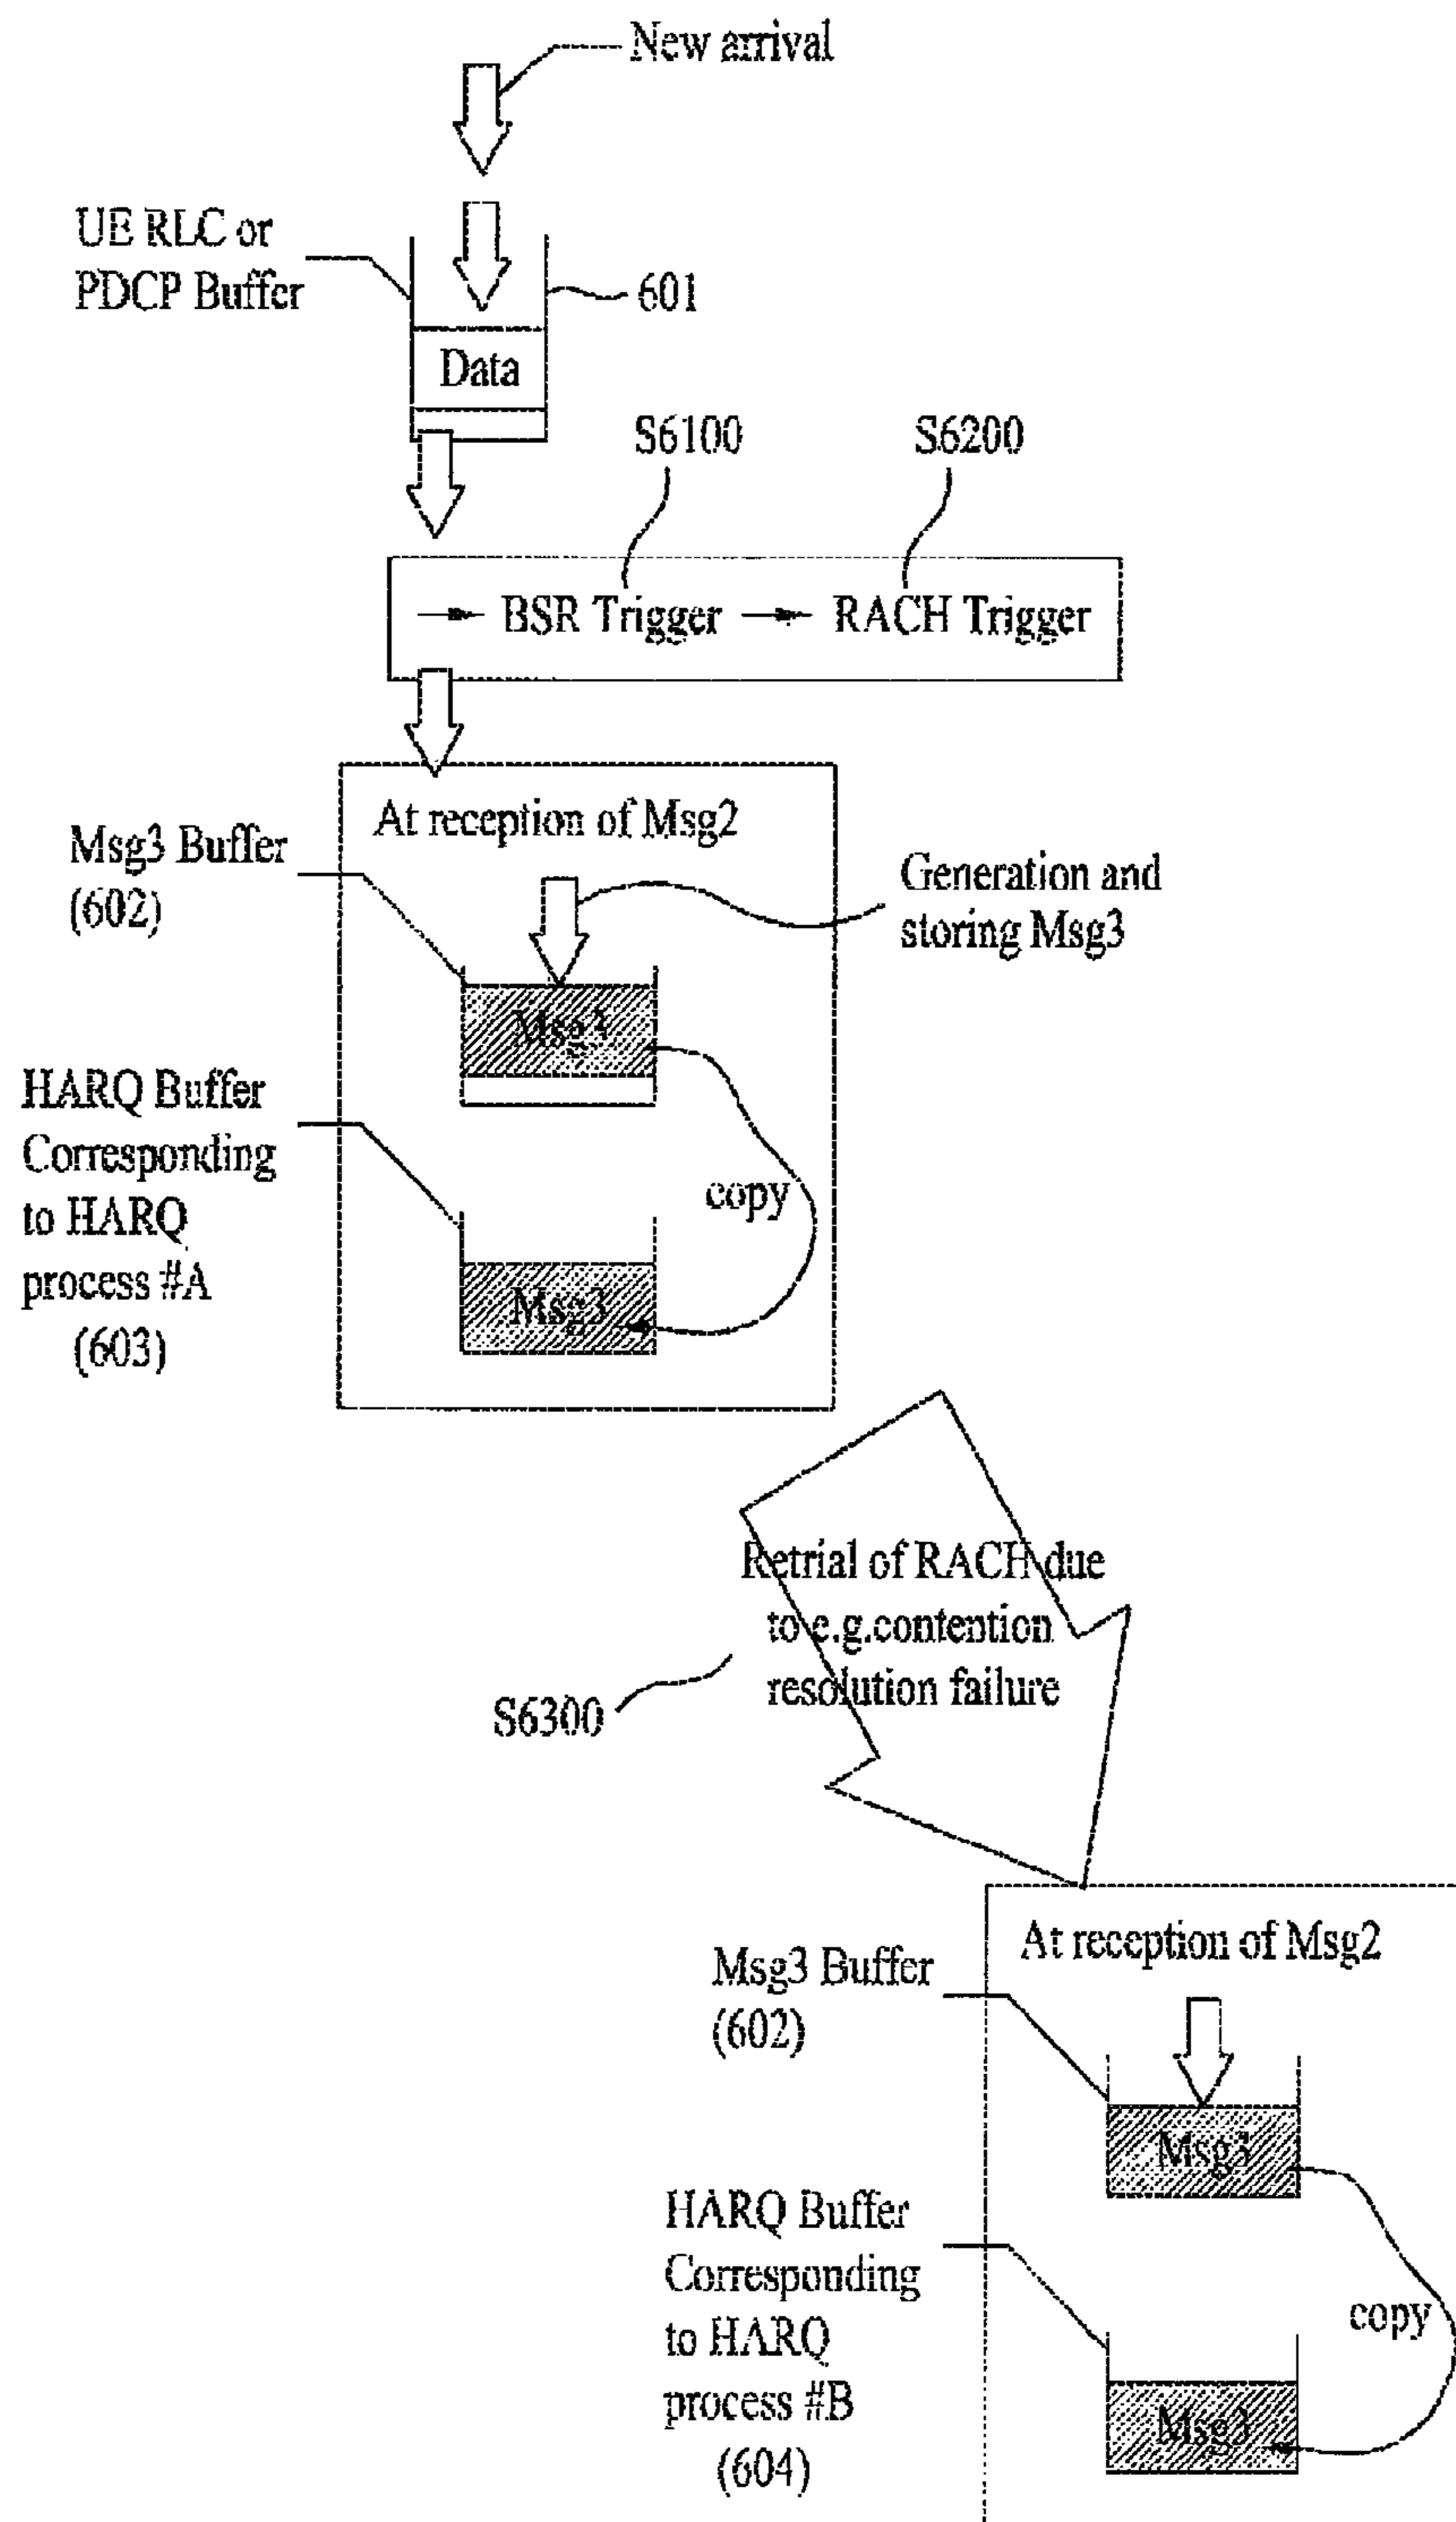 New arrival
UE RLC or
PDCP Buffer
601
Data
S6100
S6200
BSR Trigger
RACH Trigger
At reception of Msg2
Msg3 Buffer
(602)
Generation and
storing Msg3
Msg3
HARQ Buffer
Corresponding
to HARQ
process #A
(603)
copy
Msg3
Retrial of RACH due
to e.g.contention
resolution failure
S6300
At reception of Msg2
Msg3 Buffer
(602)
Msg3
HARQ Buffer
Corresponding
to HARQ
process #B
(604)
copy
Msg3